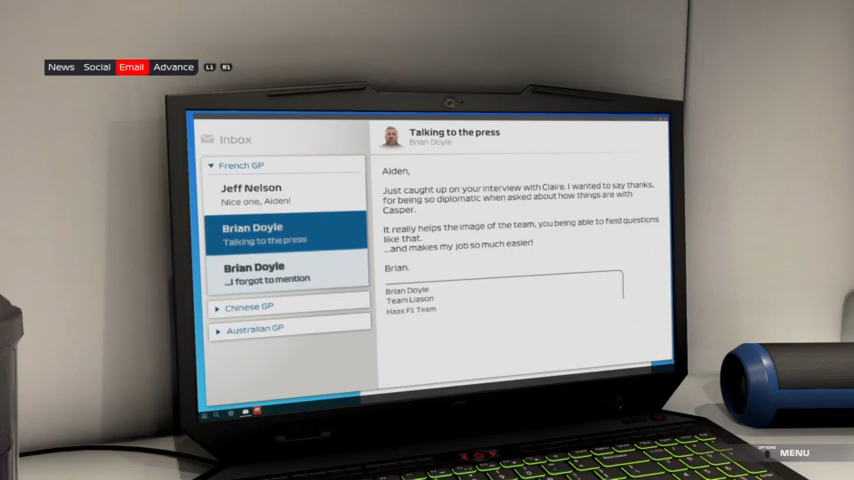 News Social Email Advance L1 R1
Inbox
French GP
Jeff Nelson
Nice one, Aiden!
Brian Doyle
Talking to the press
Brian Doyle
...I forgot to mention
Chinese GP
Australian GP
Talking to the press
Brian Doyle
Aiden,
Just caught up on your interview with Claire. I wanted to say thanks,
for being so diplomatic when asked about how things are with
Casper.
It really helps the image of the team, you being able to field questions
like that.
...and makes my job so much easier!
Brian.
Brian Doyle
Team Liason
Haas F1 Team
OPTIONS
MENU